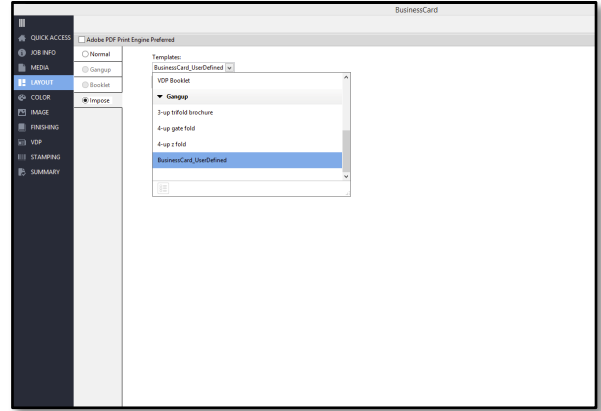 BusinessCard
QUICK ACCESS
JOB INFO
MEDIA
LAYOUT
COLOR
IMAGE
FINISHING
VDP
STAMPING
SUMMARY
Adobe PDF Print Engine Preferred
Normal
Gangup
Booklet
Impose
Templates:
BusinessCard_UserDefined
VDP Booklet
Gangup
3-up trifold brochure
4-up gate fold
4-up z fold
BusinessCard_UserDefined